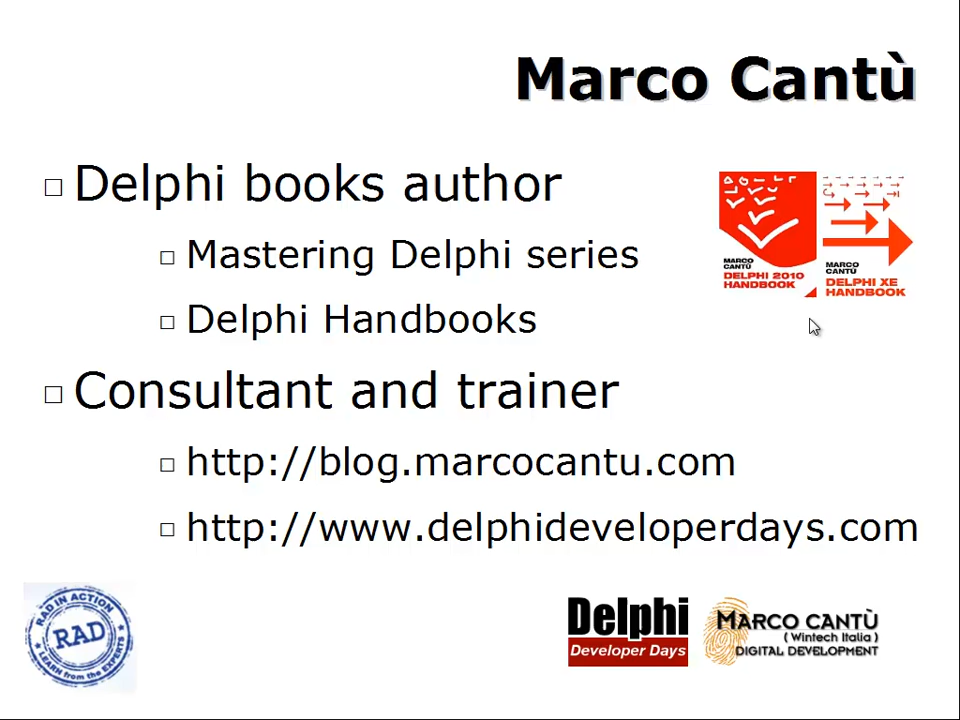 Marco Cantù
Delphi books author
Mastering Delphi series
Delphi Handbooks
MARCO
CANTÙ
DELPHI 2010
HANDBOOK
MARCO
CANTÙ
DELPHI XE
HANDBOOK
Consultant and trainer
http://blog.marcocantu.com
http://www.delphideveloperdays.com
RAD IN ACTION
RAD
LEARN from the EXPERTS
Delphi
Developer Days
MARCO CANTÙ
( Wintech Italia )
DIGITAL DEVELOPMENT